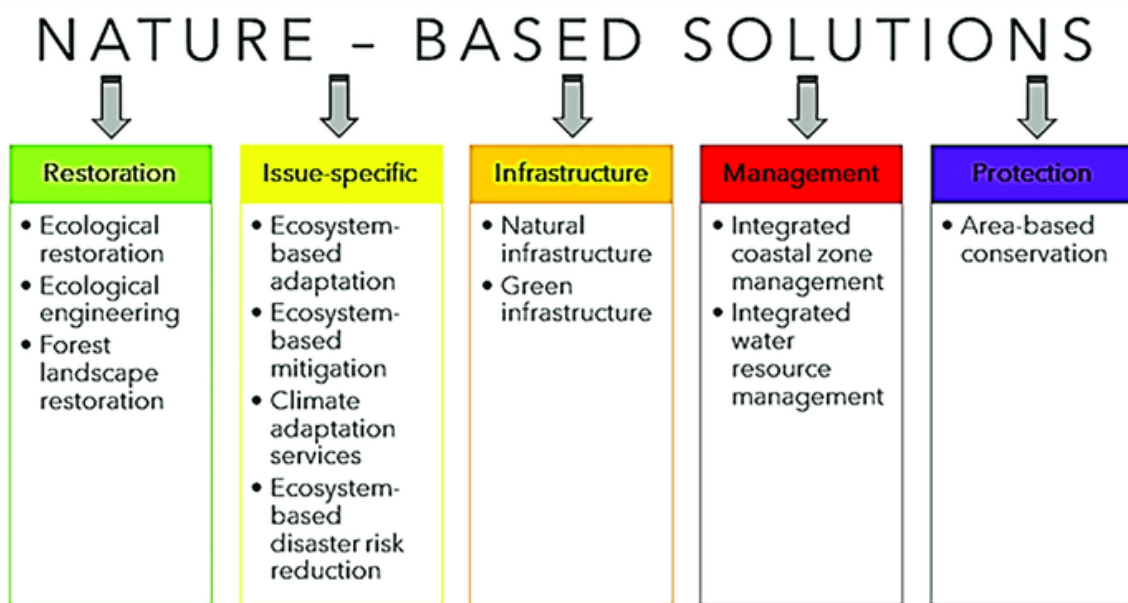 NATURE – BASED SOLUTIONS
Restoration
• Ecological
restoration
• Ecological
engineering
• Forest
landscape
restoration
Issue-specific
• Ecosystem-
based
adaptation
• Ecosystem-
based
mitigation
• Climate
adaptation
services
• Ecosystem-
based
disaster risk
reduction
Infrastructure
• Natural
infrastructure
• Green
infrastructure
Management
• Integrated
coastal zone
management
• Integrated
water
resource
management
Protection
• Area-based
conservation